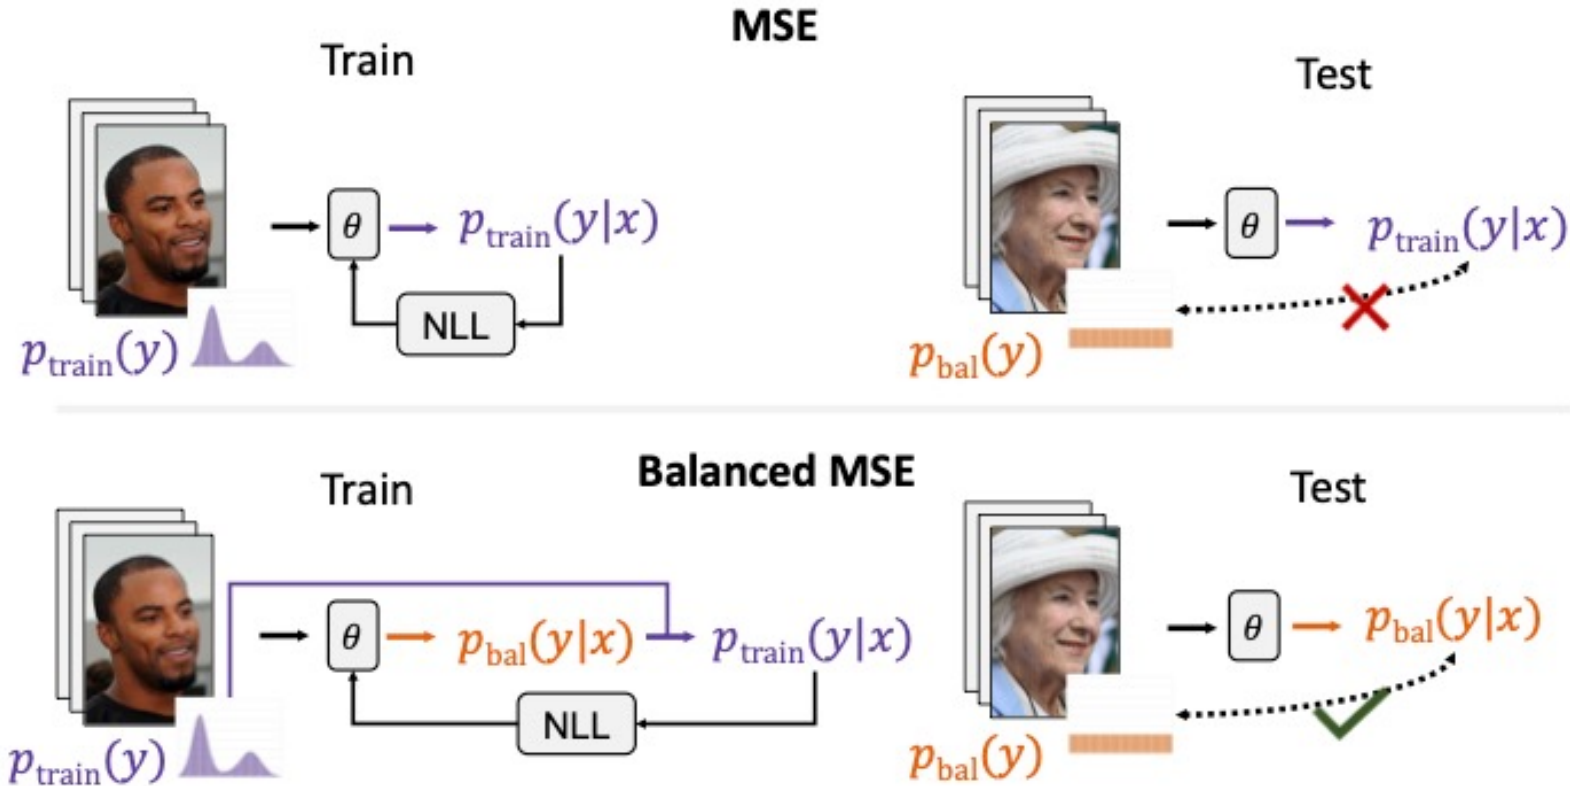 MSE
Train
Test
θ
p_train(y|x)
NLL
p_train(y)
θ
p_train(y|x)
p_bal(y)
Balanced MSE
Train
Test
θ
p_bal(y|x)
p_train(y|x)
NLL
p_train(y)
θ
p_bal(y|x)
p_bal(y)